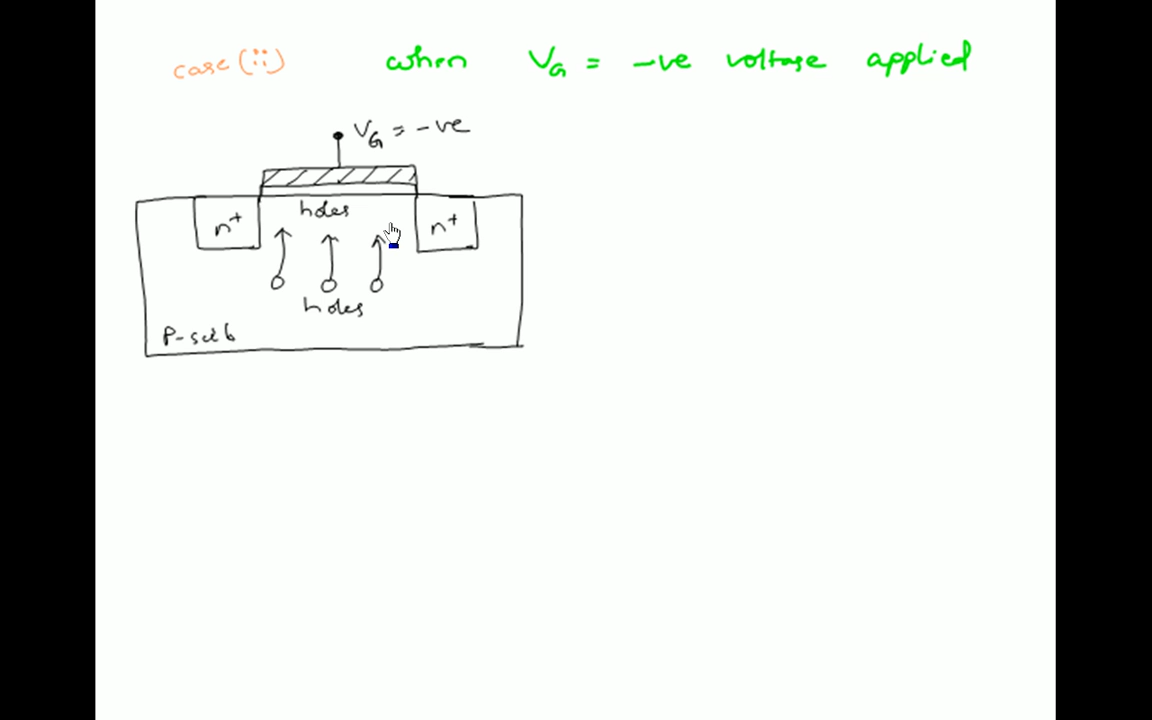 case (ii) when VG = -ve voltage applied
VG = -ve
holes
n+ n+
holes
P-sub